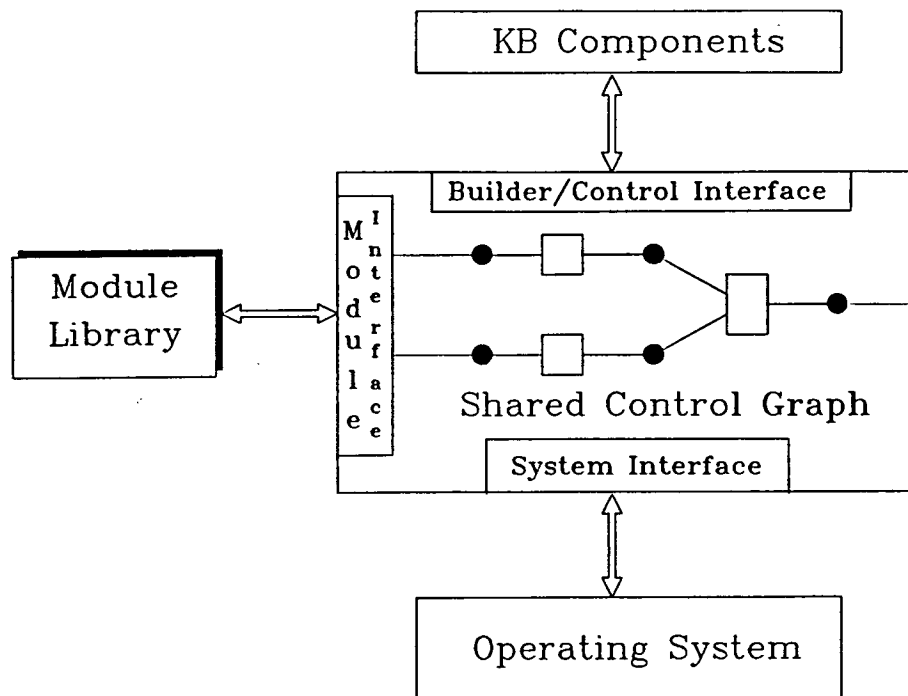 KB Components
Builder/Control Interface
Module
Interface
Module
Library
Shared Control Graph
System Interface
Operating System